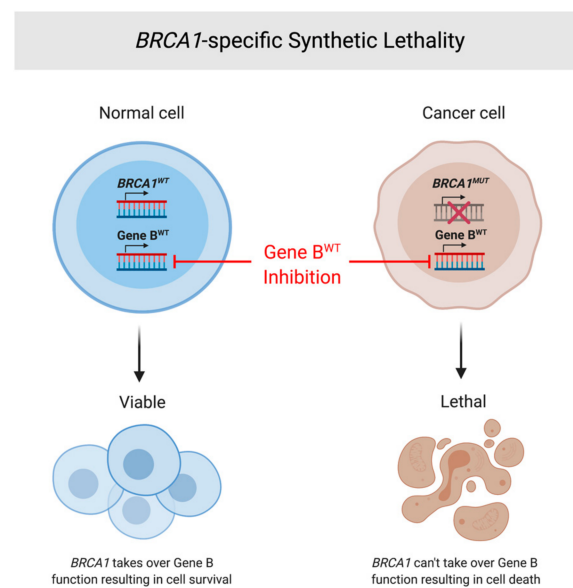 BRCA1-specific Synthetic Lethality
Normal cell
Cancer cell
BRCA1WT
Gene BWT
BRCA1MUT
Gene BWT
Gene BWT
Inhibition
Viable
Lethal
BRCA1 takes over Gene B
function resulting in cell survival
BRCA1 can't take over Gene B
function resulting in cell death